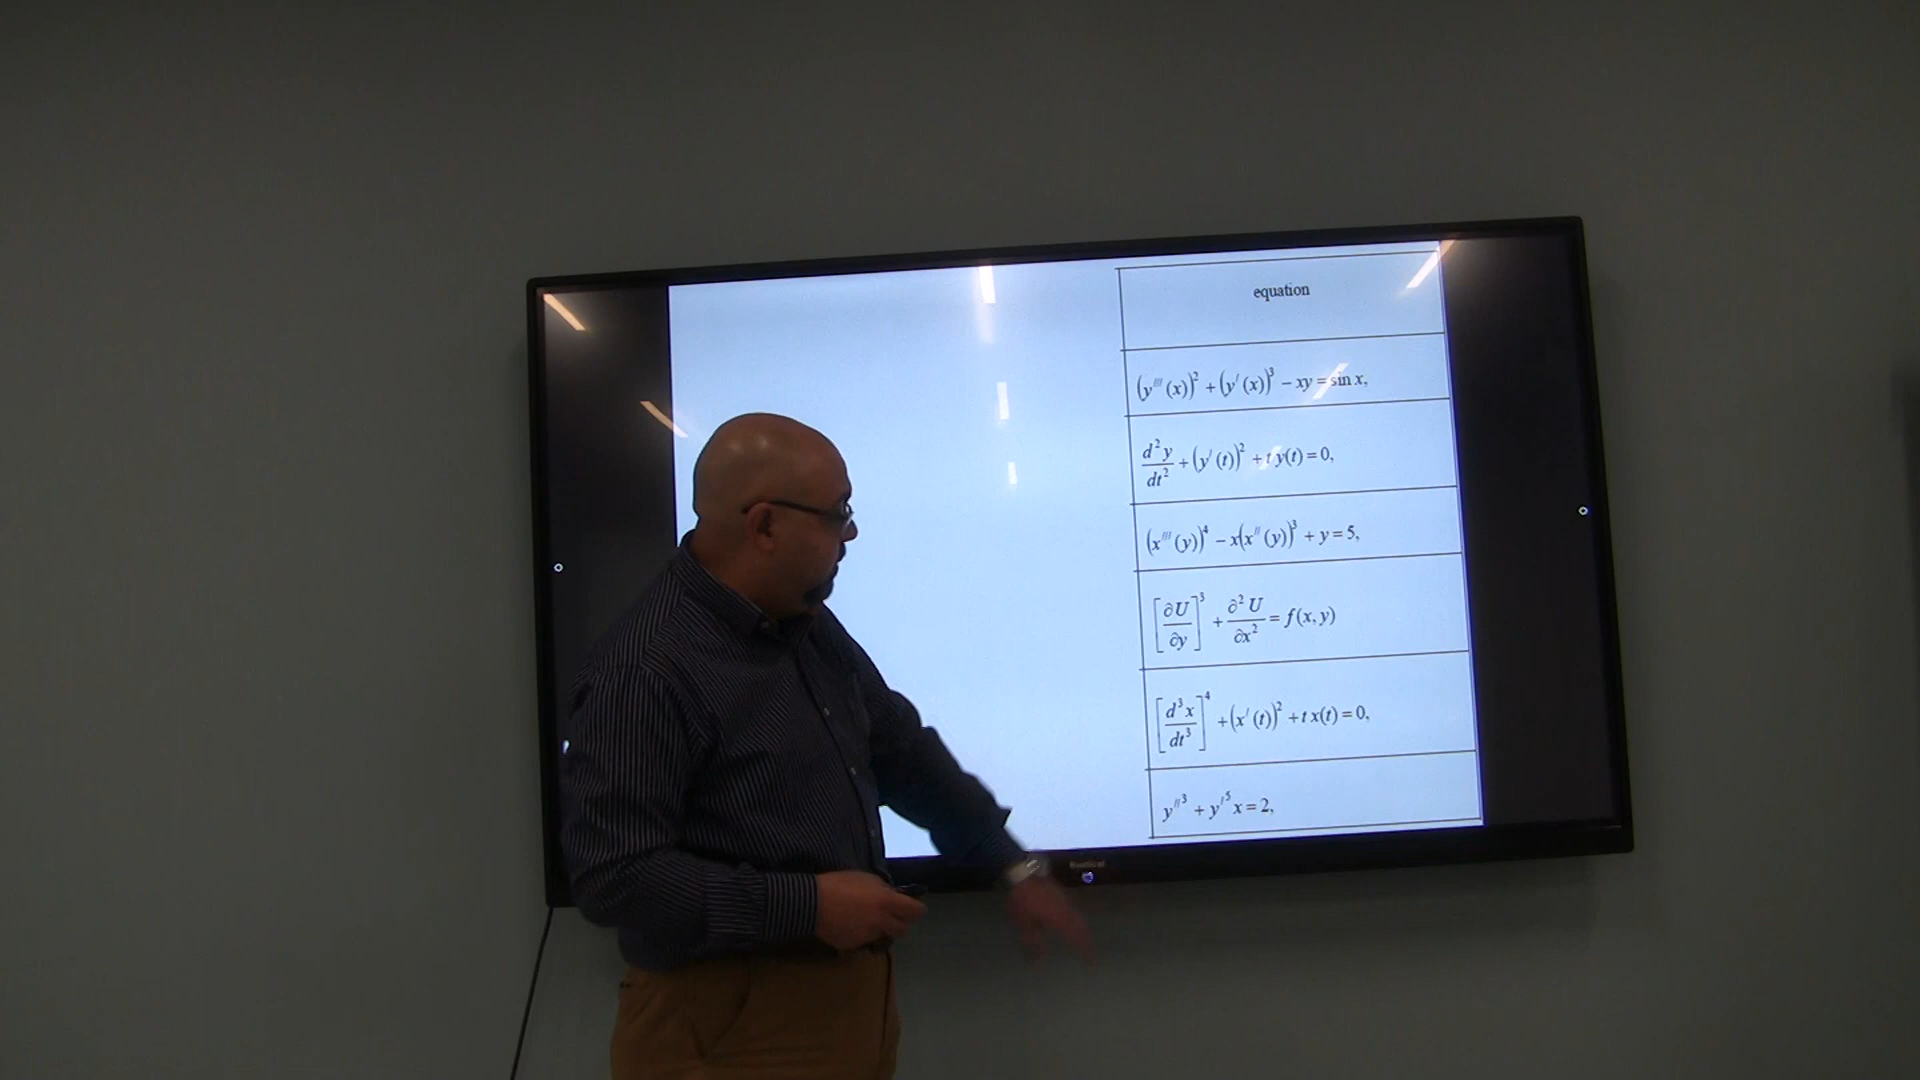 equation
(y′′′(x))² + (y′(x))³ − xy = sin x,
d²y/dt² + (y′(t))² + t y(t) = 0,
(x′′′(y))⁴ − x(x′′(y))³ + y = 5,
[∂U/∂y]³ + ∂²U/∂x² = f(x, y)
[d³x/dt³]⁴ + (x′(t))² + t x(t) = 0,
y′′³ + y′⁵ x = 2,